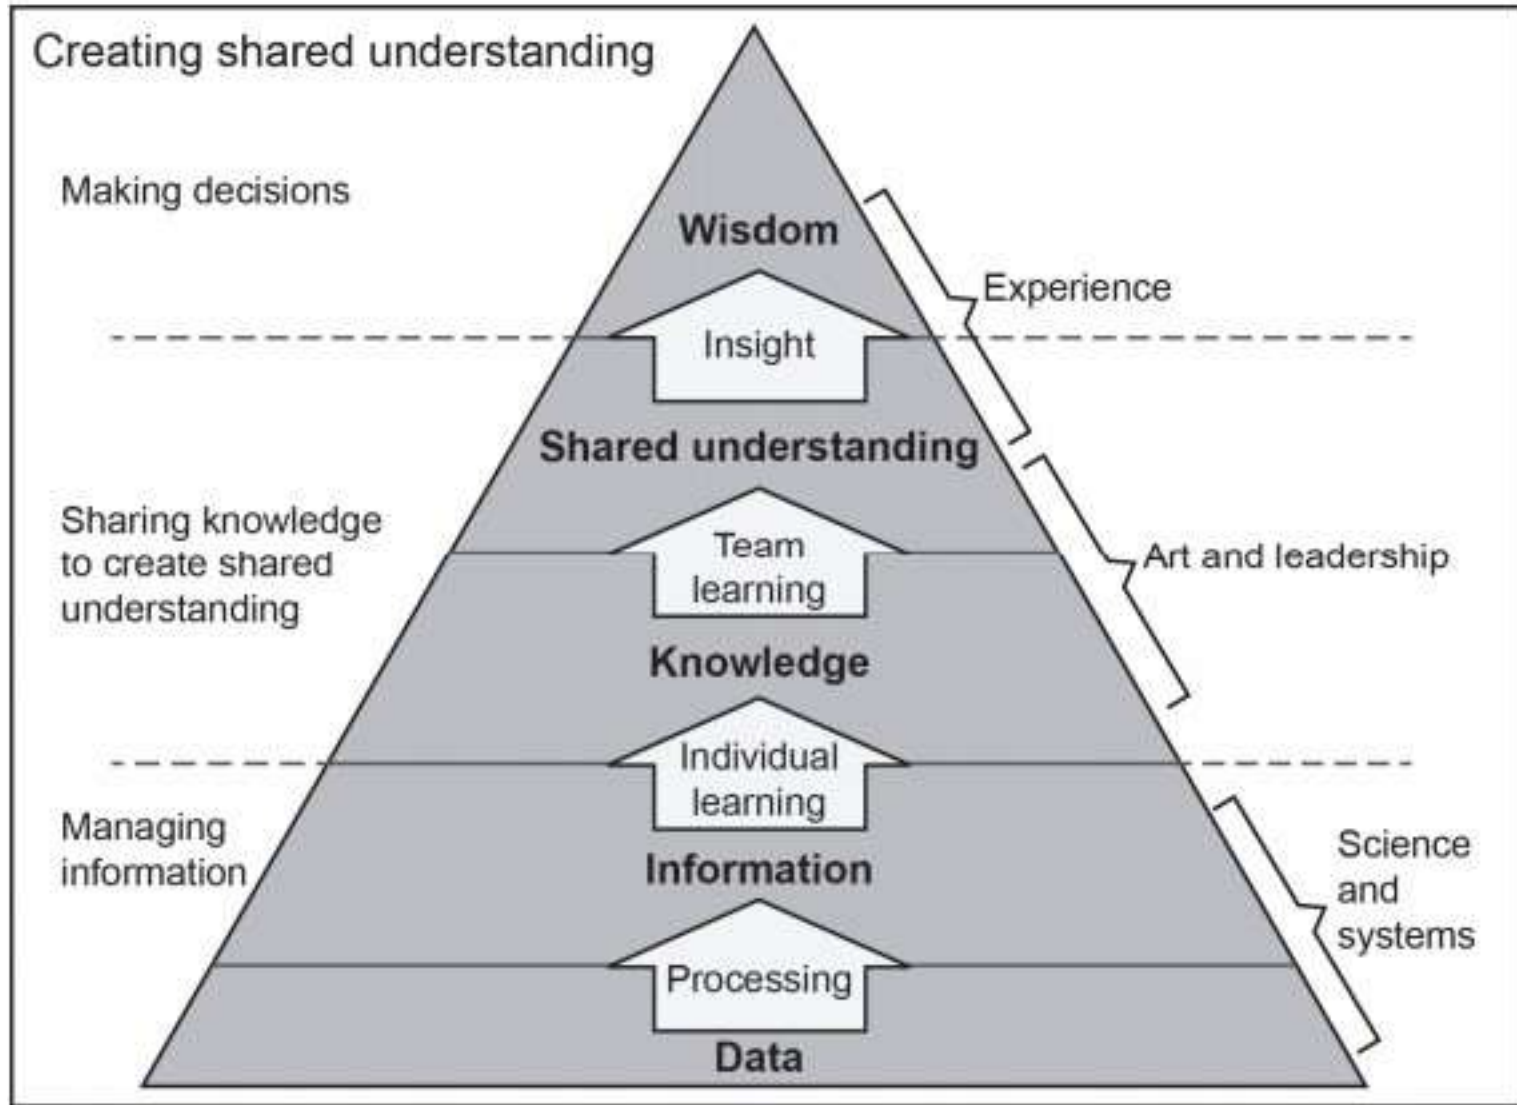 Creating shared understanding
Making decisions
Wisdom
Experience
Insight
Shared understanding
Sharing knowledge
to create shared
understanding
Team
learning
Art and leadership
Knowledge
Individual
learning
Managing
information
Information
Science
and
systems
Processing
Data